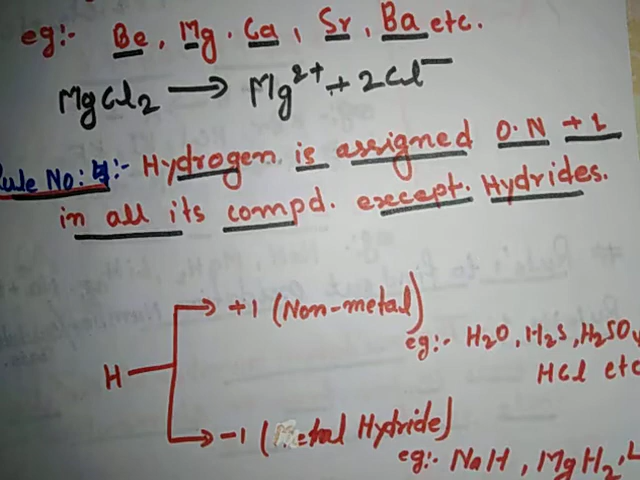 eg:- Be, Mg. Ca, Sr, Ba etc.
MgCl2 → Mg2+ + 2Cl-
Rule No:4:- Hydrogen is assigned O.N +1
in all its compd. except. Hydrides.
+1 (Non-metal)
eg:- H2O, H2S, H2SO4
HCl etc
H
-1 (Metal Hydride)
eg:- NaH, MgH2, L